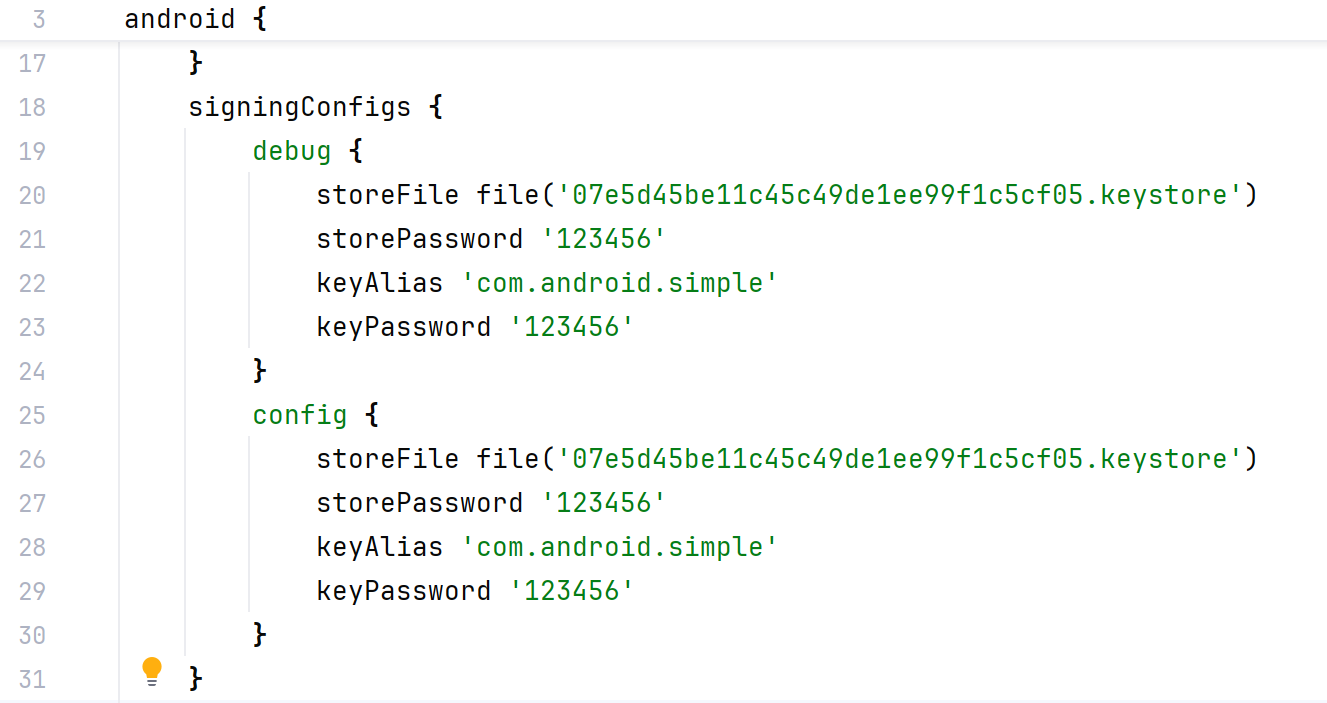 3 android {
17 }
18 signingConfigs {
19 debug {
20 storeFile file('07e5d45be11c45c49de1ee99f1c5cf05.keystore')
21 storePassword '123456'
22 keyAlias 'com.android.simple'
23 keyPassword '123456'
24 }
25 config {
26 storeFile file('07e5d45be11c45c49de1ee99f1c5cf05.keystore')
27 storePassword '123456'
28 keyAlias 'com.android.simple'
29 keyPassword '123456'
30 }
31 }